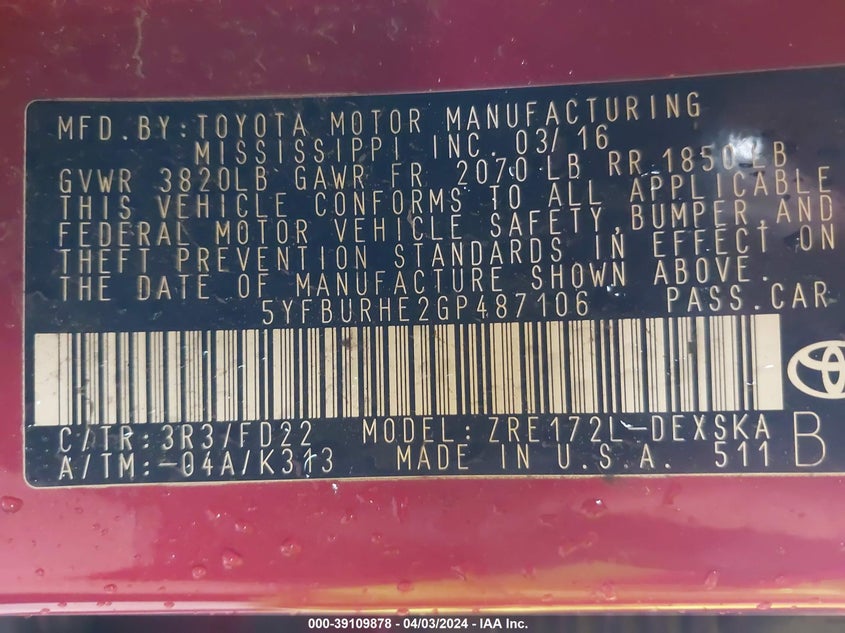 MFD.BY:TOYOTA MOTOR MANUFACTURING
MISSISSIPPI INC. 03/16
GVWR 3820LB GAWR FR 2070LB RR 1850LB
THIS VEHICLE CONFORMS TO ALL APPLICABLE
FEDERAL MOTOR VEHICLE SAFETY,BUMPER,AND
THEFT PREVENTION STANDARDS IN EFFECT ON
THE DATE OF MANUFACTURE SHOWN ABOVE.
5YFBURHE2GP487106 PASS.CAR
C/TR:3R3/FD22 MODEL:ZRE172L-DEXSKA
A/TM:-04A/K313 MADE IN U.S.A. 511 B
000-39109878 - 04/03/2024 - IAA Inc.